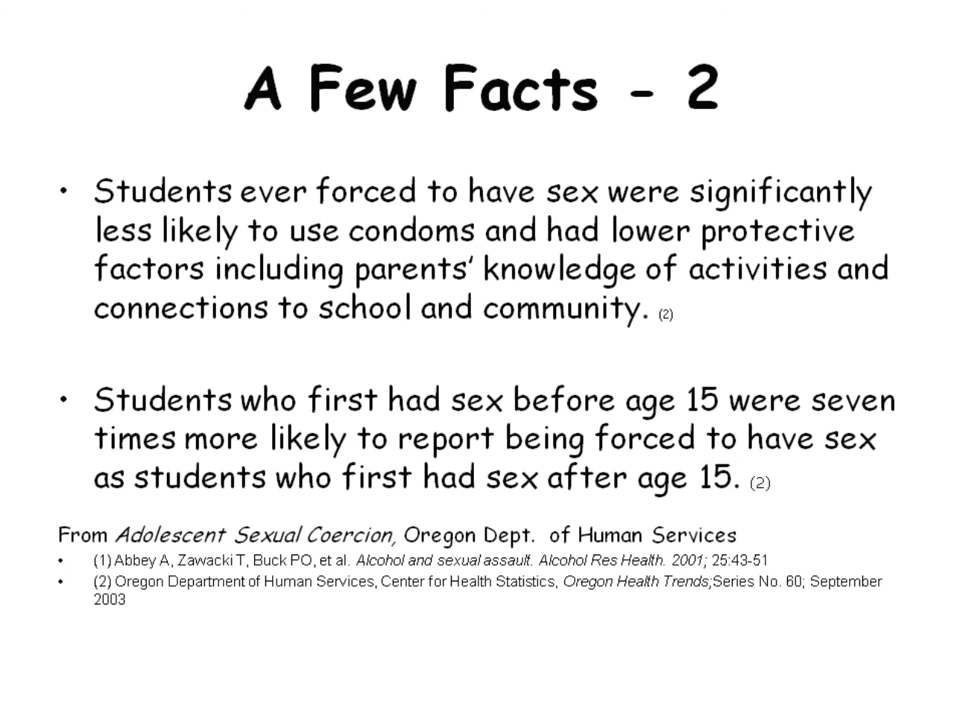 A Few Facts - 2
• Students ever forced to have sex were significantly
less likely to use condoms and had lower protective
factors including parents’ knowledge of activities and
connections to school and community. (2)
• Students who first had sex before age 15 were seven
times more likely to report being forced to have sex
as students who first had sex after age 15. (2)
From Adolescent Sexual Coercion, Oregon Dept. of Human Services
• (1) Abbey A, Zawacki T, Buck PO, et al. Alcohol and sexual assault. Alcohol Res Health. 2001; 25:43-51
• (2) Oregon Department of Human Services, Center for Health Statistics, Oregon Health Trends;Series No. 60; September
2003